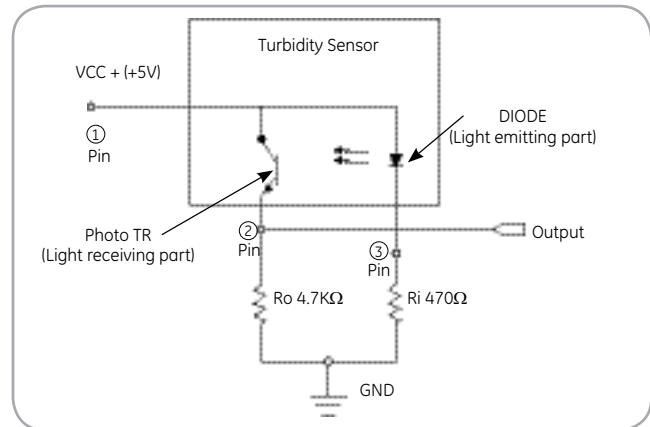 Turbidity Sensor
VCC + (+5V)
① Pin
DIODE
(Light emitting part)
Photo TR
(Light receiving part)
② Pin
③ Pin
Output
Ro 4.7KΩ
Ri 470Ω
GND